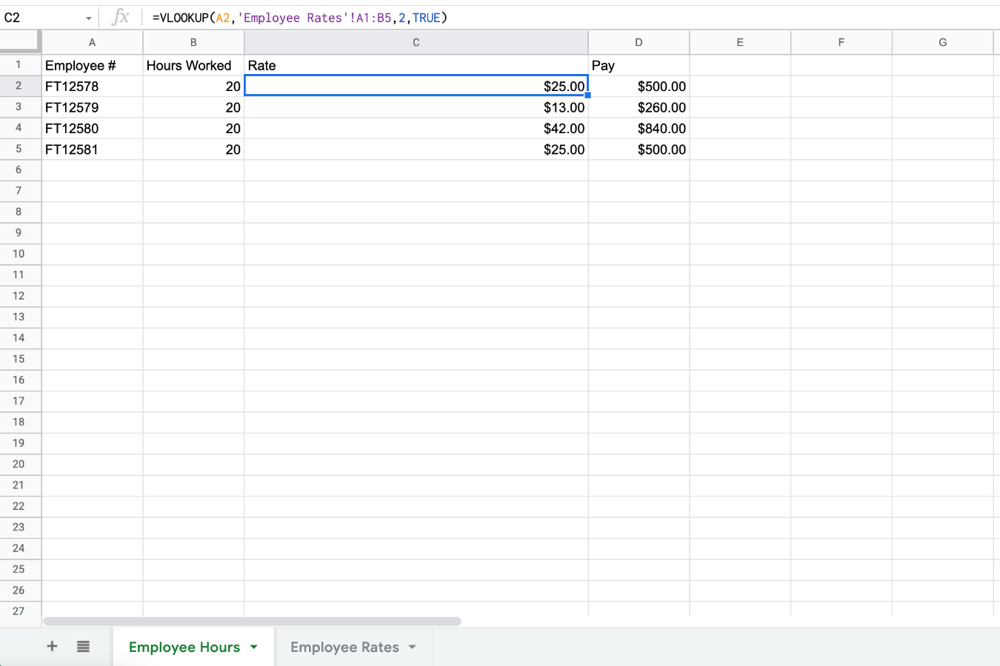 C2 fx =VLOOKUP(A2,'Employee Rates'!A1:B5,2,TRUE)
A B C D E F G
1 Employee # Hours Worked Rate Pay
2 FT12578 20 $25.00 $500.00
3 FT12579 20 $13.00 $260.00
4 FT12580 20 $42.00 $840.00
5 FT12581 20 $25.00 $500.00
6
7
8
9
10
11
12
13
14
15
16
17
18
19
20
21
22
23
24
25
26
27
+ Employee Hours Employee Rates